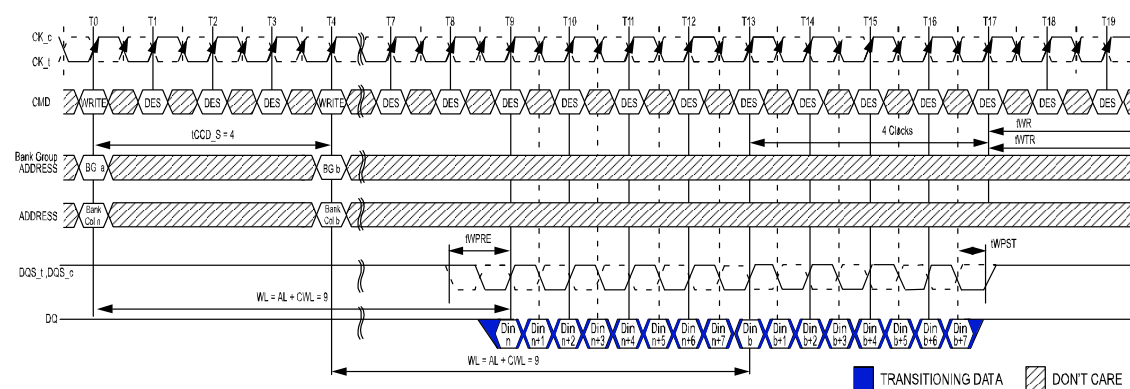 T0 T1 T2 T3 T4 T7 T8 T9 T10 T11 T12 T13 T14 T15 T16 T17 T18 T19
CK_c
CK_t
CMD WRITE DES DES DES WRITE DES DES DES DES DES DES DES DES DES DES DES DES DES
tCCD_S = 4
4 Clocks
tWR
tWTR
Bank Group
ADDRESS BG a BG b
ADDRESS Bank Col n Bank Col b
tWPRE
tWPST
DQS_t ,DQS_c
WL = AL + CWL = 9
DQ
Din n Din n+1 Din n+2 Din n+3 Din n+4 Din n+5 Din n+6 Din n+7 Din b Din b+1 Din b+2 Din b+3 Din b+4 Din b+5 Din b+6 Din b+7
WL = AL + CWL = 9
TRANSITIONING DATA DON'T CARE